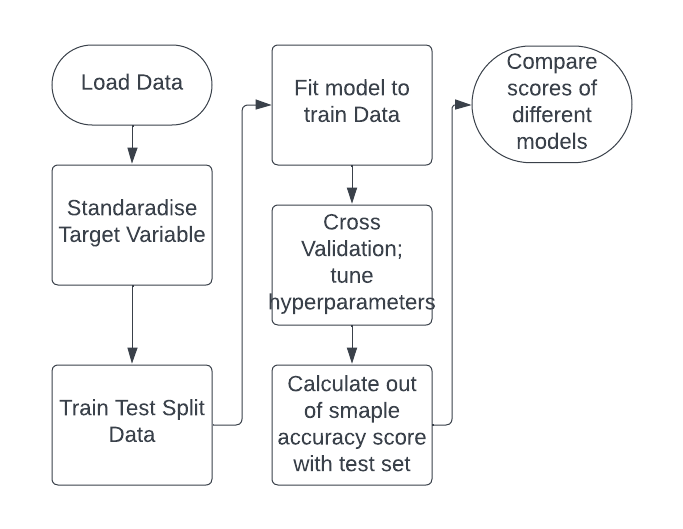 Load Data
Standaradise
Target Variable
Train Test Split
Data
Fit model to
train Data
Cross
Validation;
tune
hyperparameters
Calculate out
of smaple
accuracy score
with test set
Compare
scores of
different
models